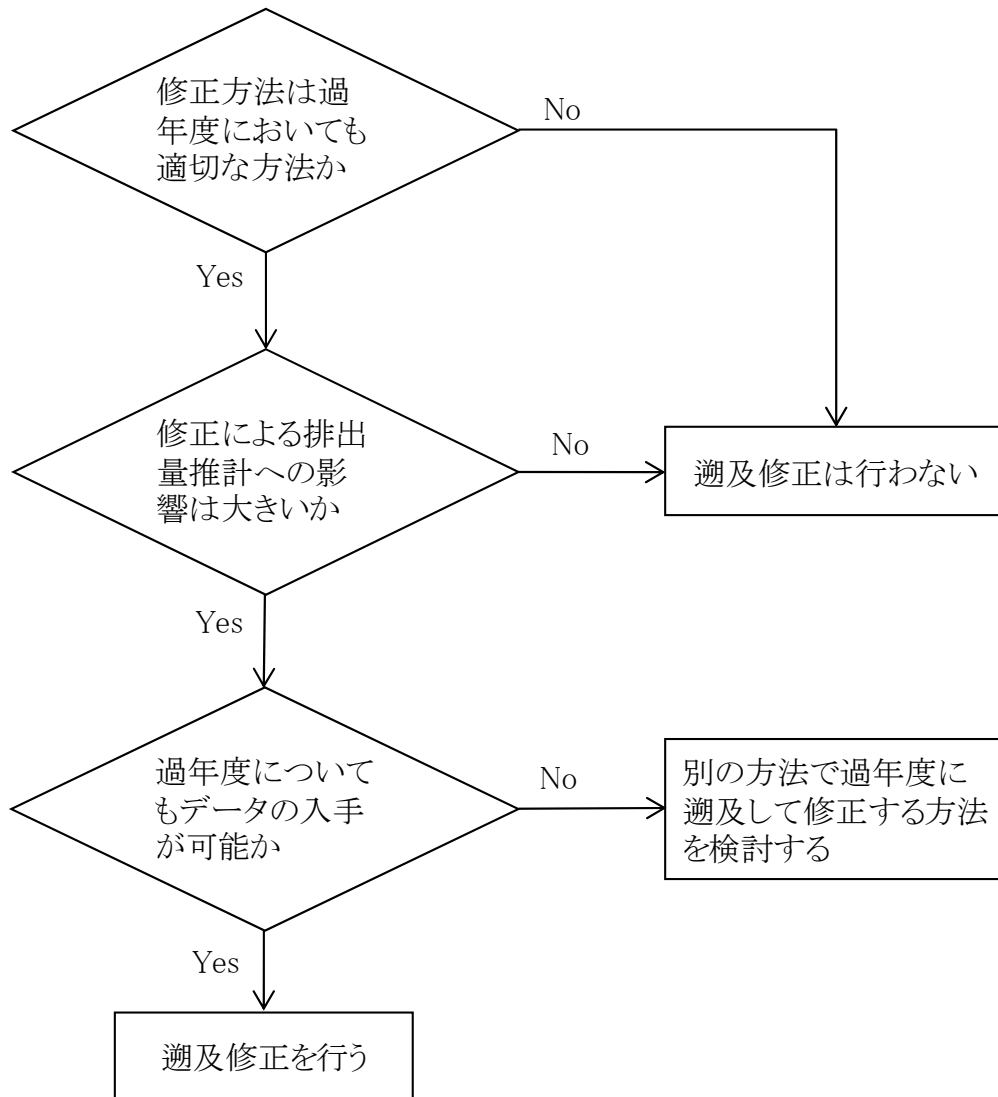 修正方法は過
年度においても
適切な方法か
No
Yes
修正による排出
量推計への影
響は大きいか
No
遡及修正は行わない
Yes
過年度について
もデータの入手
が可能か
No
別の方法で過年度に
遡及して修正する方法
を検討する
Yes
遡及修正を行う